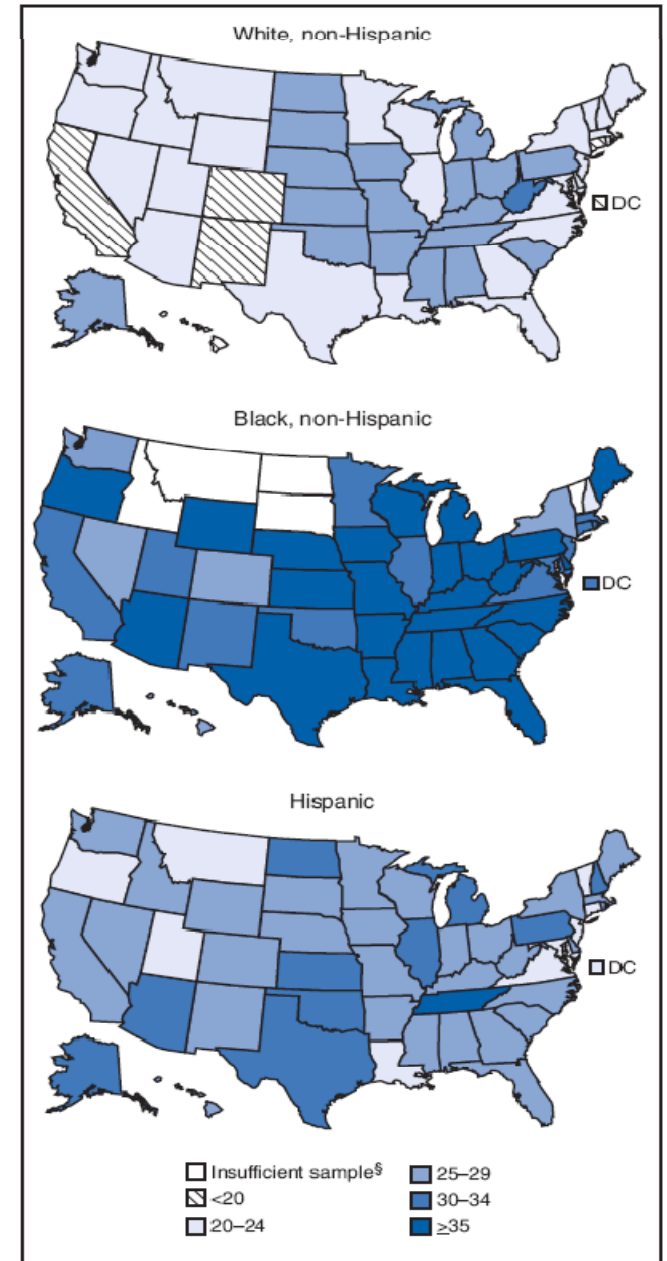 White, non-Hispanic
DC
Black, non-Hispanic
DC
Hispanic
DC
Insufficient sample§
<20
20–24
25–29
30–34
≥35